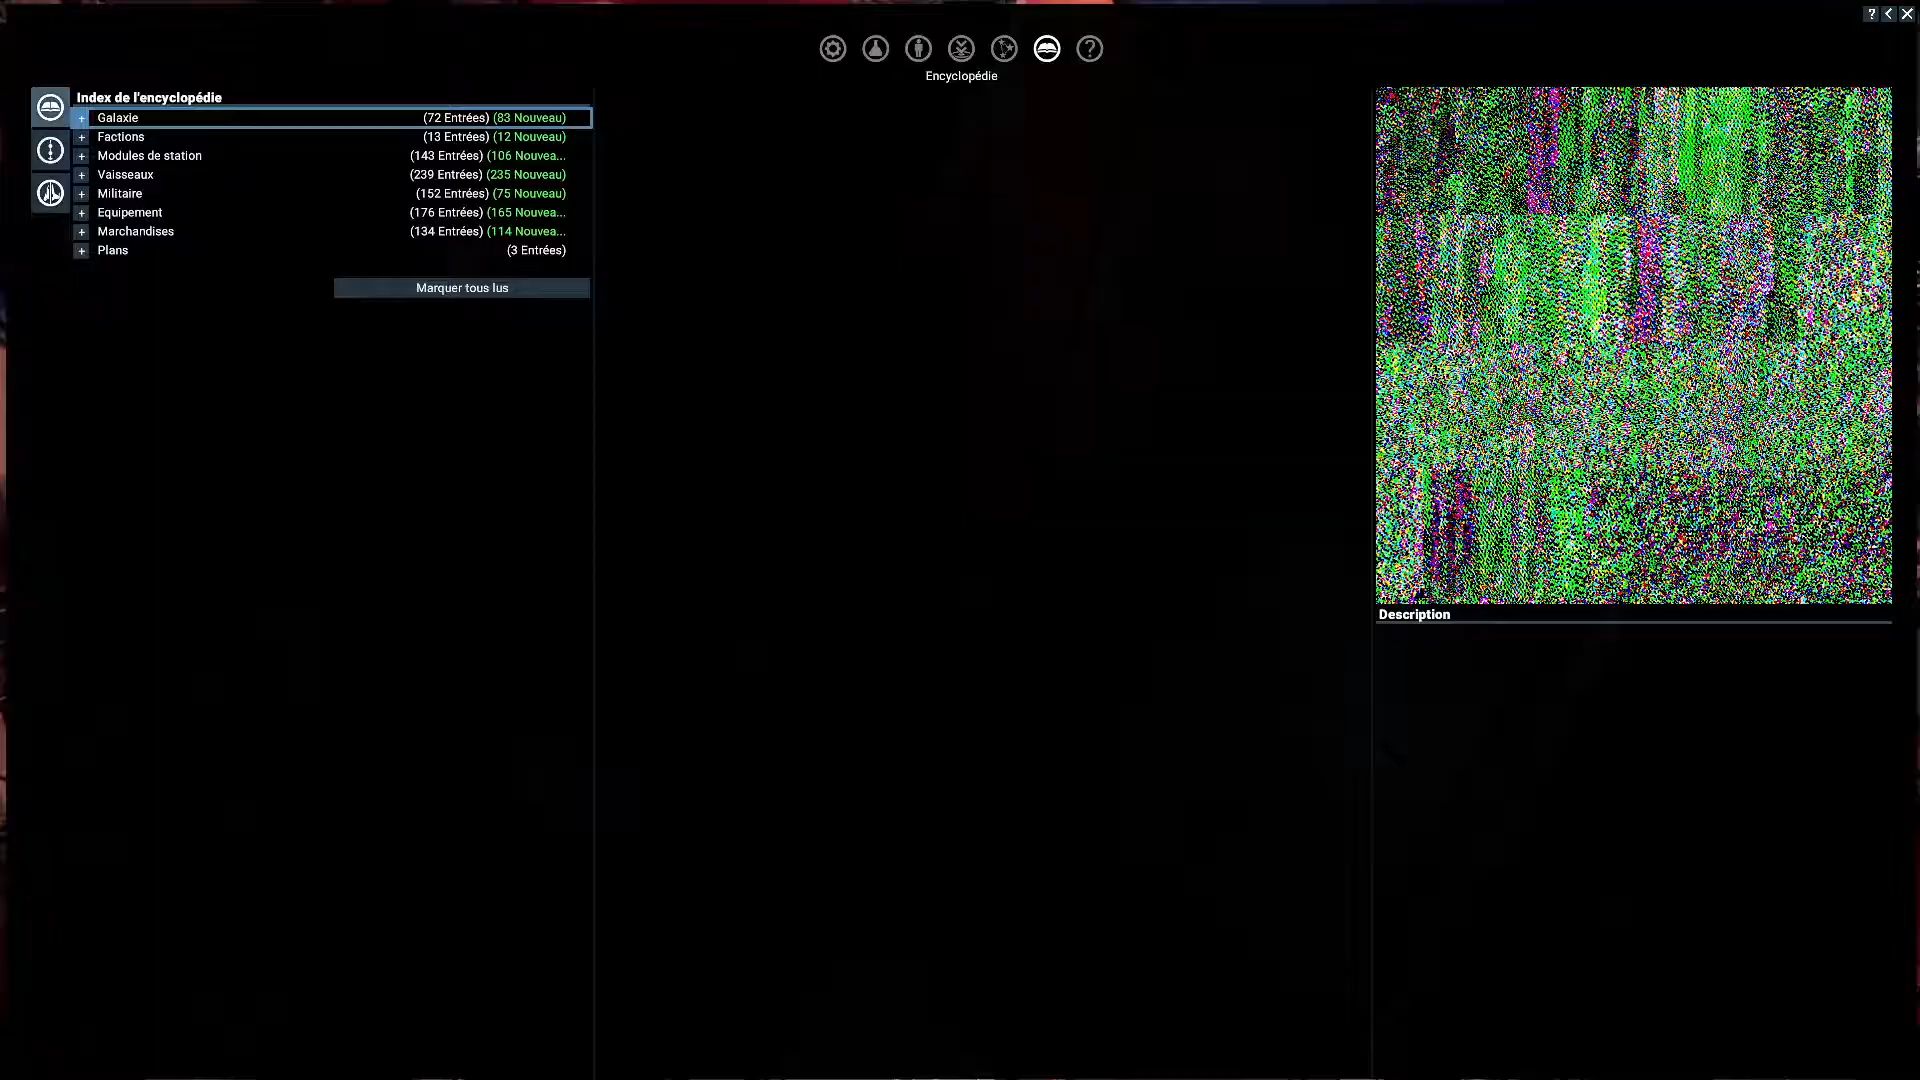 Encyclopédie
Index de l'encyclopédie
Galaxie (72 Entrées) (83 Nouveau)
Factions (13 Entrées) (12 Nouveau)
Modules de station (143 Entrées) (106 Nouvea...
Vaisseaux (239 Entrées) (235 Nouveau)
Militaire (152 Entrées) (75 Nouveau)
Equipement (176 Entrées) (165 Nouvea...
Marchandises (134 Entrées) (114 Nouvea...
Plans (3 Entrées)
Marquer tous lus
Description